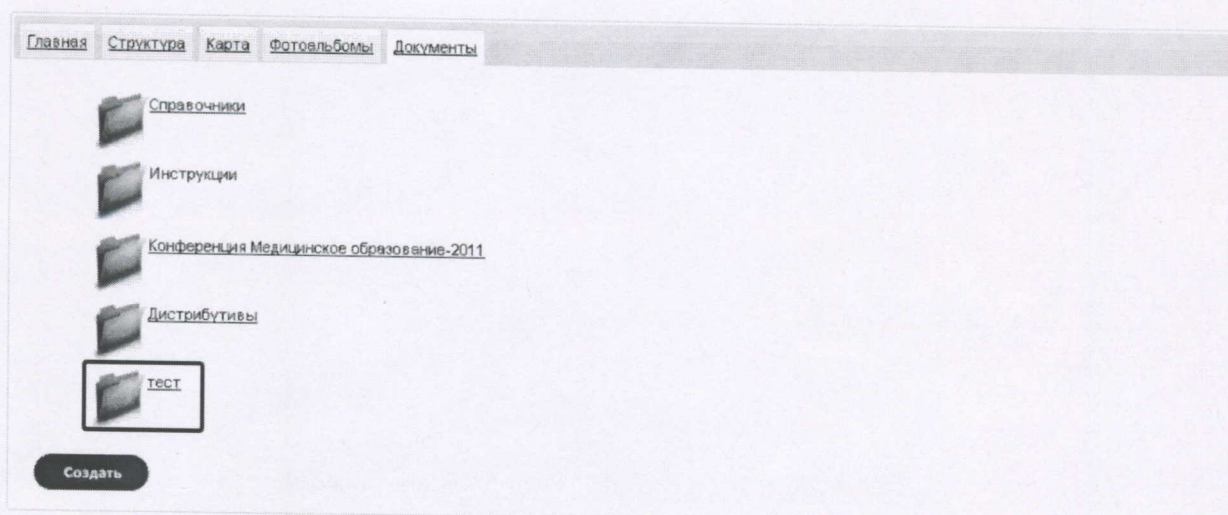 Главная Структура Карта Фотоальбомы Документы
Справочники
Инструкции
Конференция Медицинское образование-2011
Дистрибутивы
тест
Создать